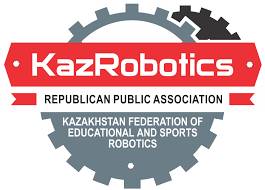 KazRobotics
REPUBLICAN PUBLIC ASSOCIATION
KAZAKHSTAN FEDERATION OF
EDUCATIONAL AND SPORTS
ROBOTICS